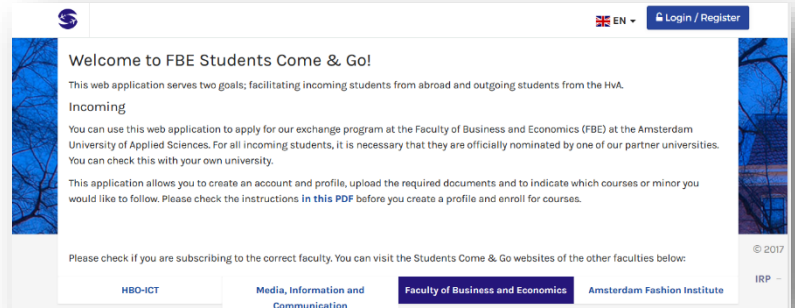 EN
Login / Register
Welcome to FBE Students Come & Go!
This web application serves two goals; facilitating incoming students from abroad and outgoing students from the HvA.
Incoming
You can use this web application to apply for our exchange program at the Faculty of Business and Economics (FBE) at the Amsterdam
University of Applied Sciences. For all incoming students, it is necessary that they are officially nominated by one of our partner universities.
You can check this with your own university.
This application allows you to create an account and profile, upload the required documents and to indicate which courses or minor you
would like to follow. Please check the instructions in this PDF before you create a profile and enroll for courses.
© 2017
Please check if you are subscribing to the correct faculty. You can visit the Students Come & Go websites of the other faculties below:
IRP -
HBO-ICT
Media, Information and
Communication
Faculty of Business and Economics
Amsterdam Fashion Institute